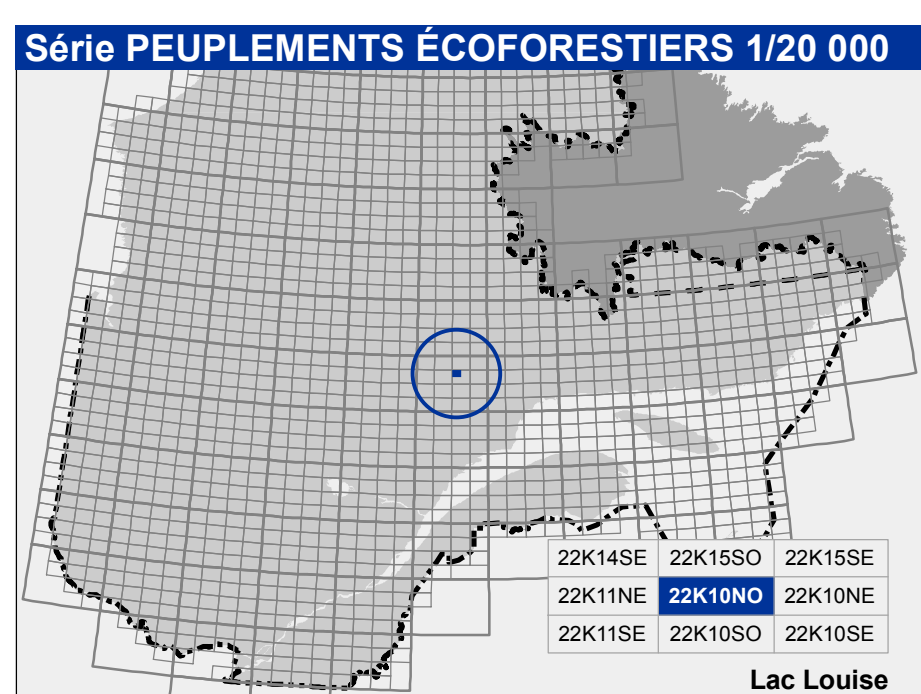 Série PEUPLEMENTS ÉCOFORESTIERS 1/20 000
22K14SE 22K15SO 22K15SE
22K11NE 22K10NO 22K10NE
22K11SE 22K10SO 22K10SE
Lac Louise